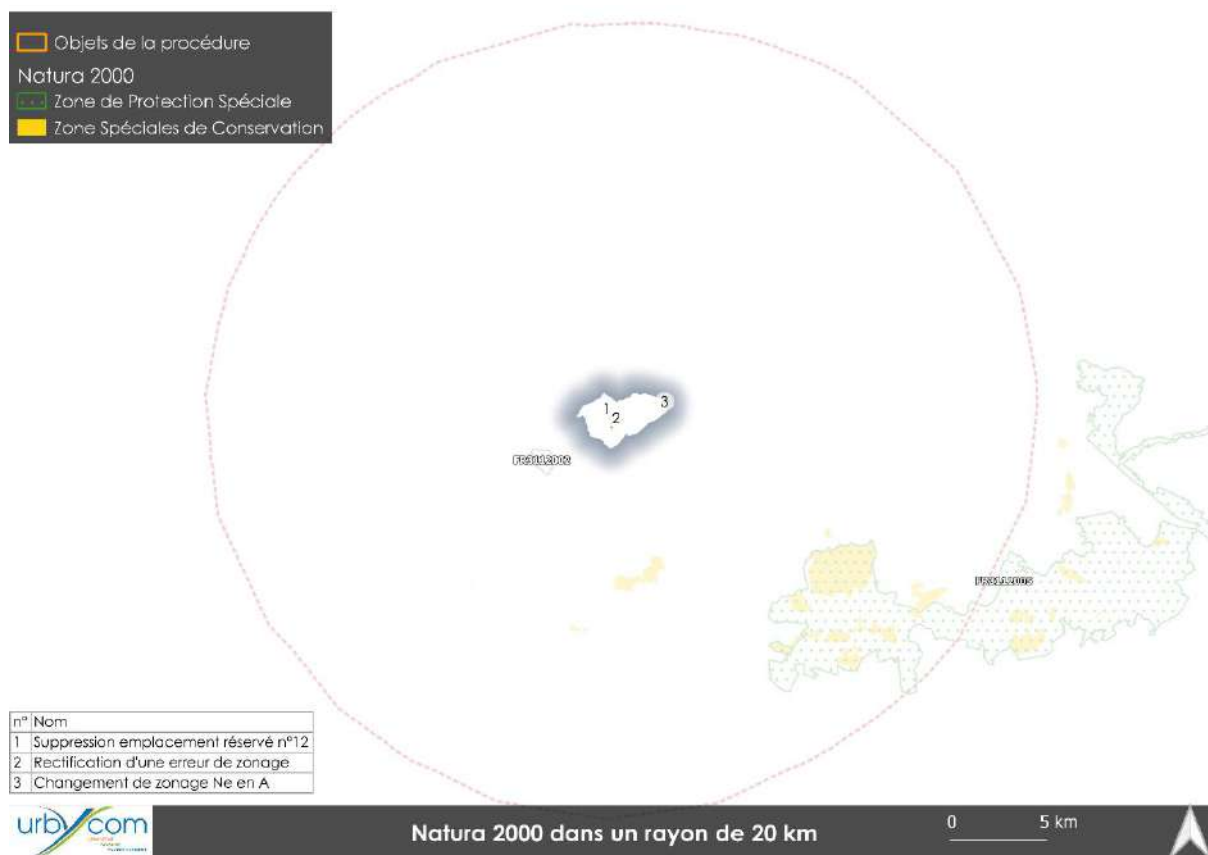 Objets de la procédure
Natura 2000
Zone de Protection Spéciale
Zone Spéciales de Conservation
1
2
3
FR3112002
FR3112005
n° Nom
1 Suppression emplacement réservé n°12
2 Rectification d'une erreur de zonage
3 Changement de zonage Ne en A
urbycom
Natura 2000 dans un rayon de 20 km
0 5 km